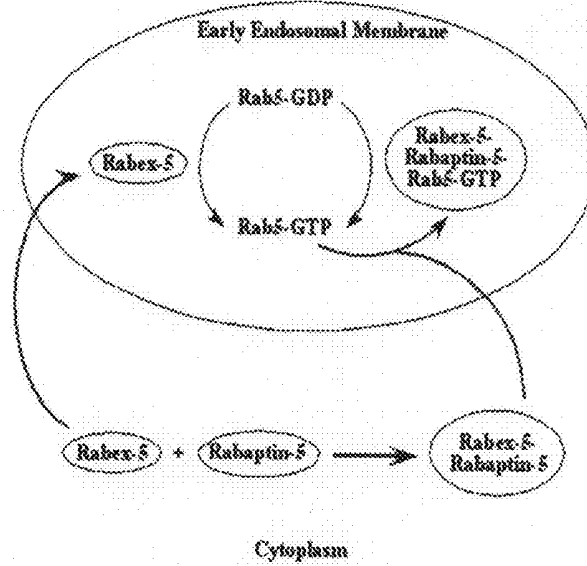 Early Endosomal Membrane
Rab5-GDP
Rabex-5
Rabex-5-
Rabaptin-5-
Rab5-GTP
Rab5-GTP
Rabex-5 + Rabaptin-5
Rabex-5-
Rabaptin-5
Cytoplasm